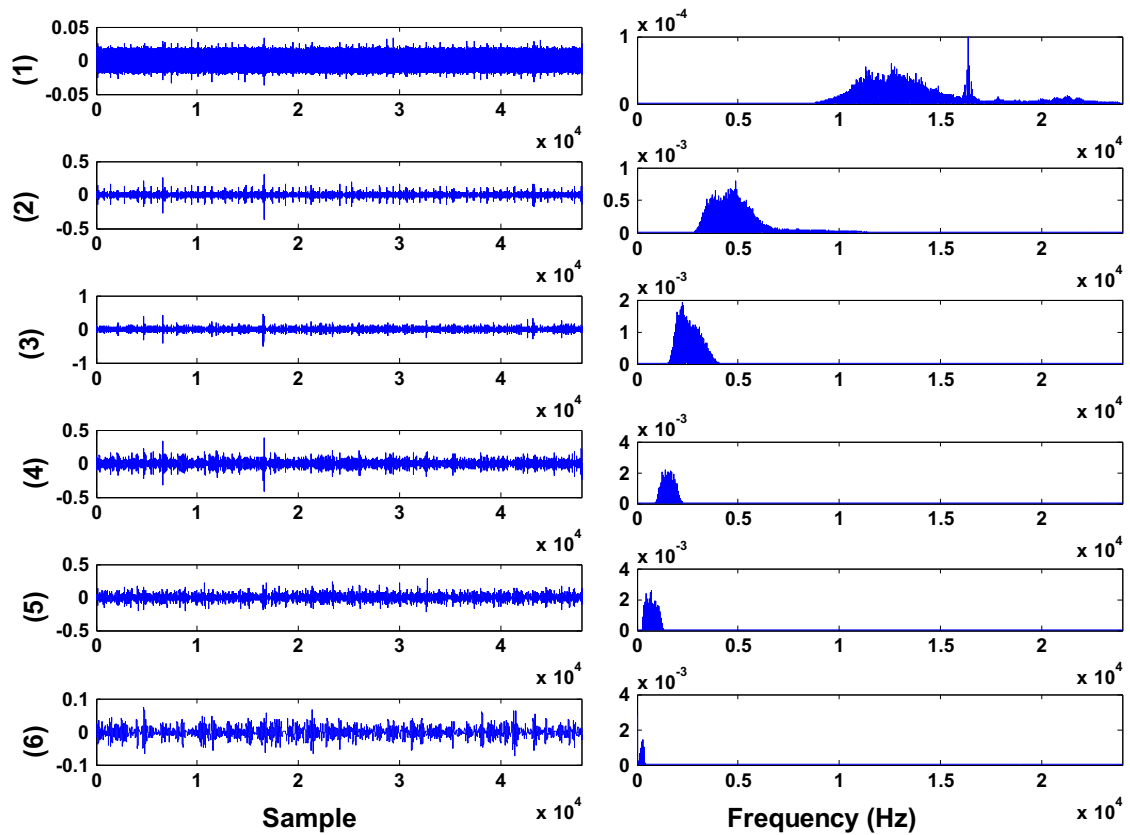 (1)
0.05
0
-0.05
0 1 2 3 4
x 10^4
x 10^-4
1
0
0 0.5 1 1.5 2
x 10^4
(2)
0.5
0
-0.5
0 1 2 3 4
x 10^4
x 10^-3
1
0.5
0
0 0.5 1 1.5 2
x 10^4
(3)
1
0
-1
0 1 2 3 4
x 10^4
x 10^-3
2
1
0
0 0.5 1 1.5 2
x 10^4
(4)
0.5
0
-0.5
0 1 2 3 4
x 10^4
x 10^-3
4
2
0
0 0.5 1 1.5 2
x 10^4
(5)
0.5
0
-0.5
0 1 2 3 4
x 10^4
x 10^-3
4
2
0
0 0.5 1 1.5 2
x 10^4
(6)
0.1
0
-0.1
0 1 2 3 4
x 10^4
Sample
x 10^-3
4
2
0
0 0.5 1 1.5 2
x 10^4
Frequency (Hz)